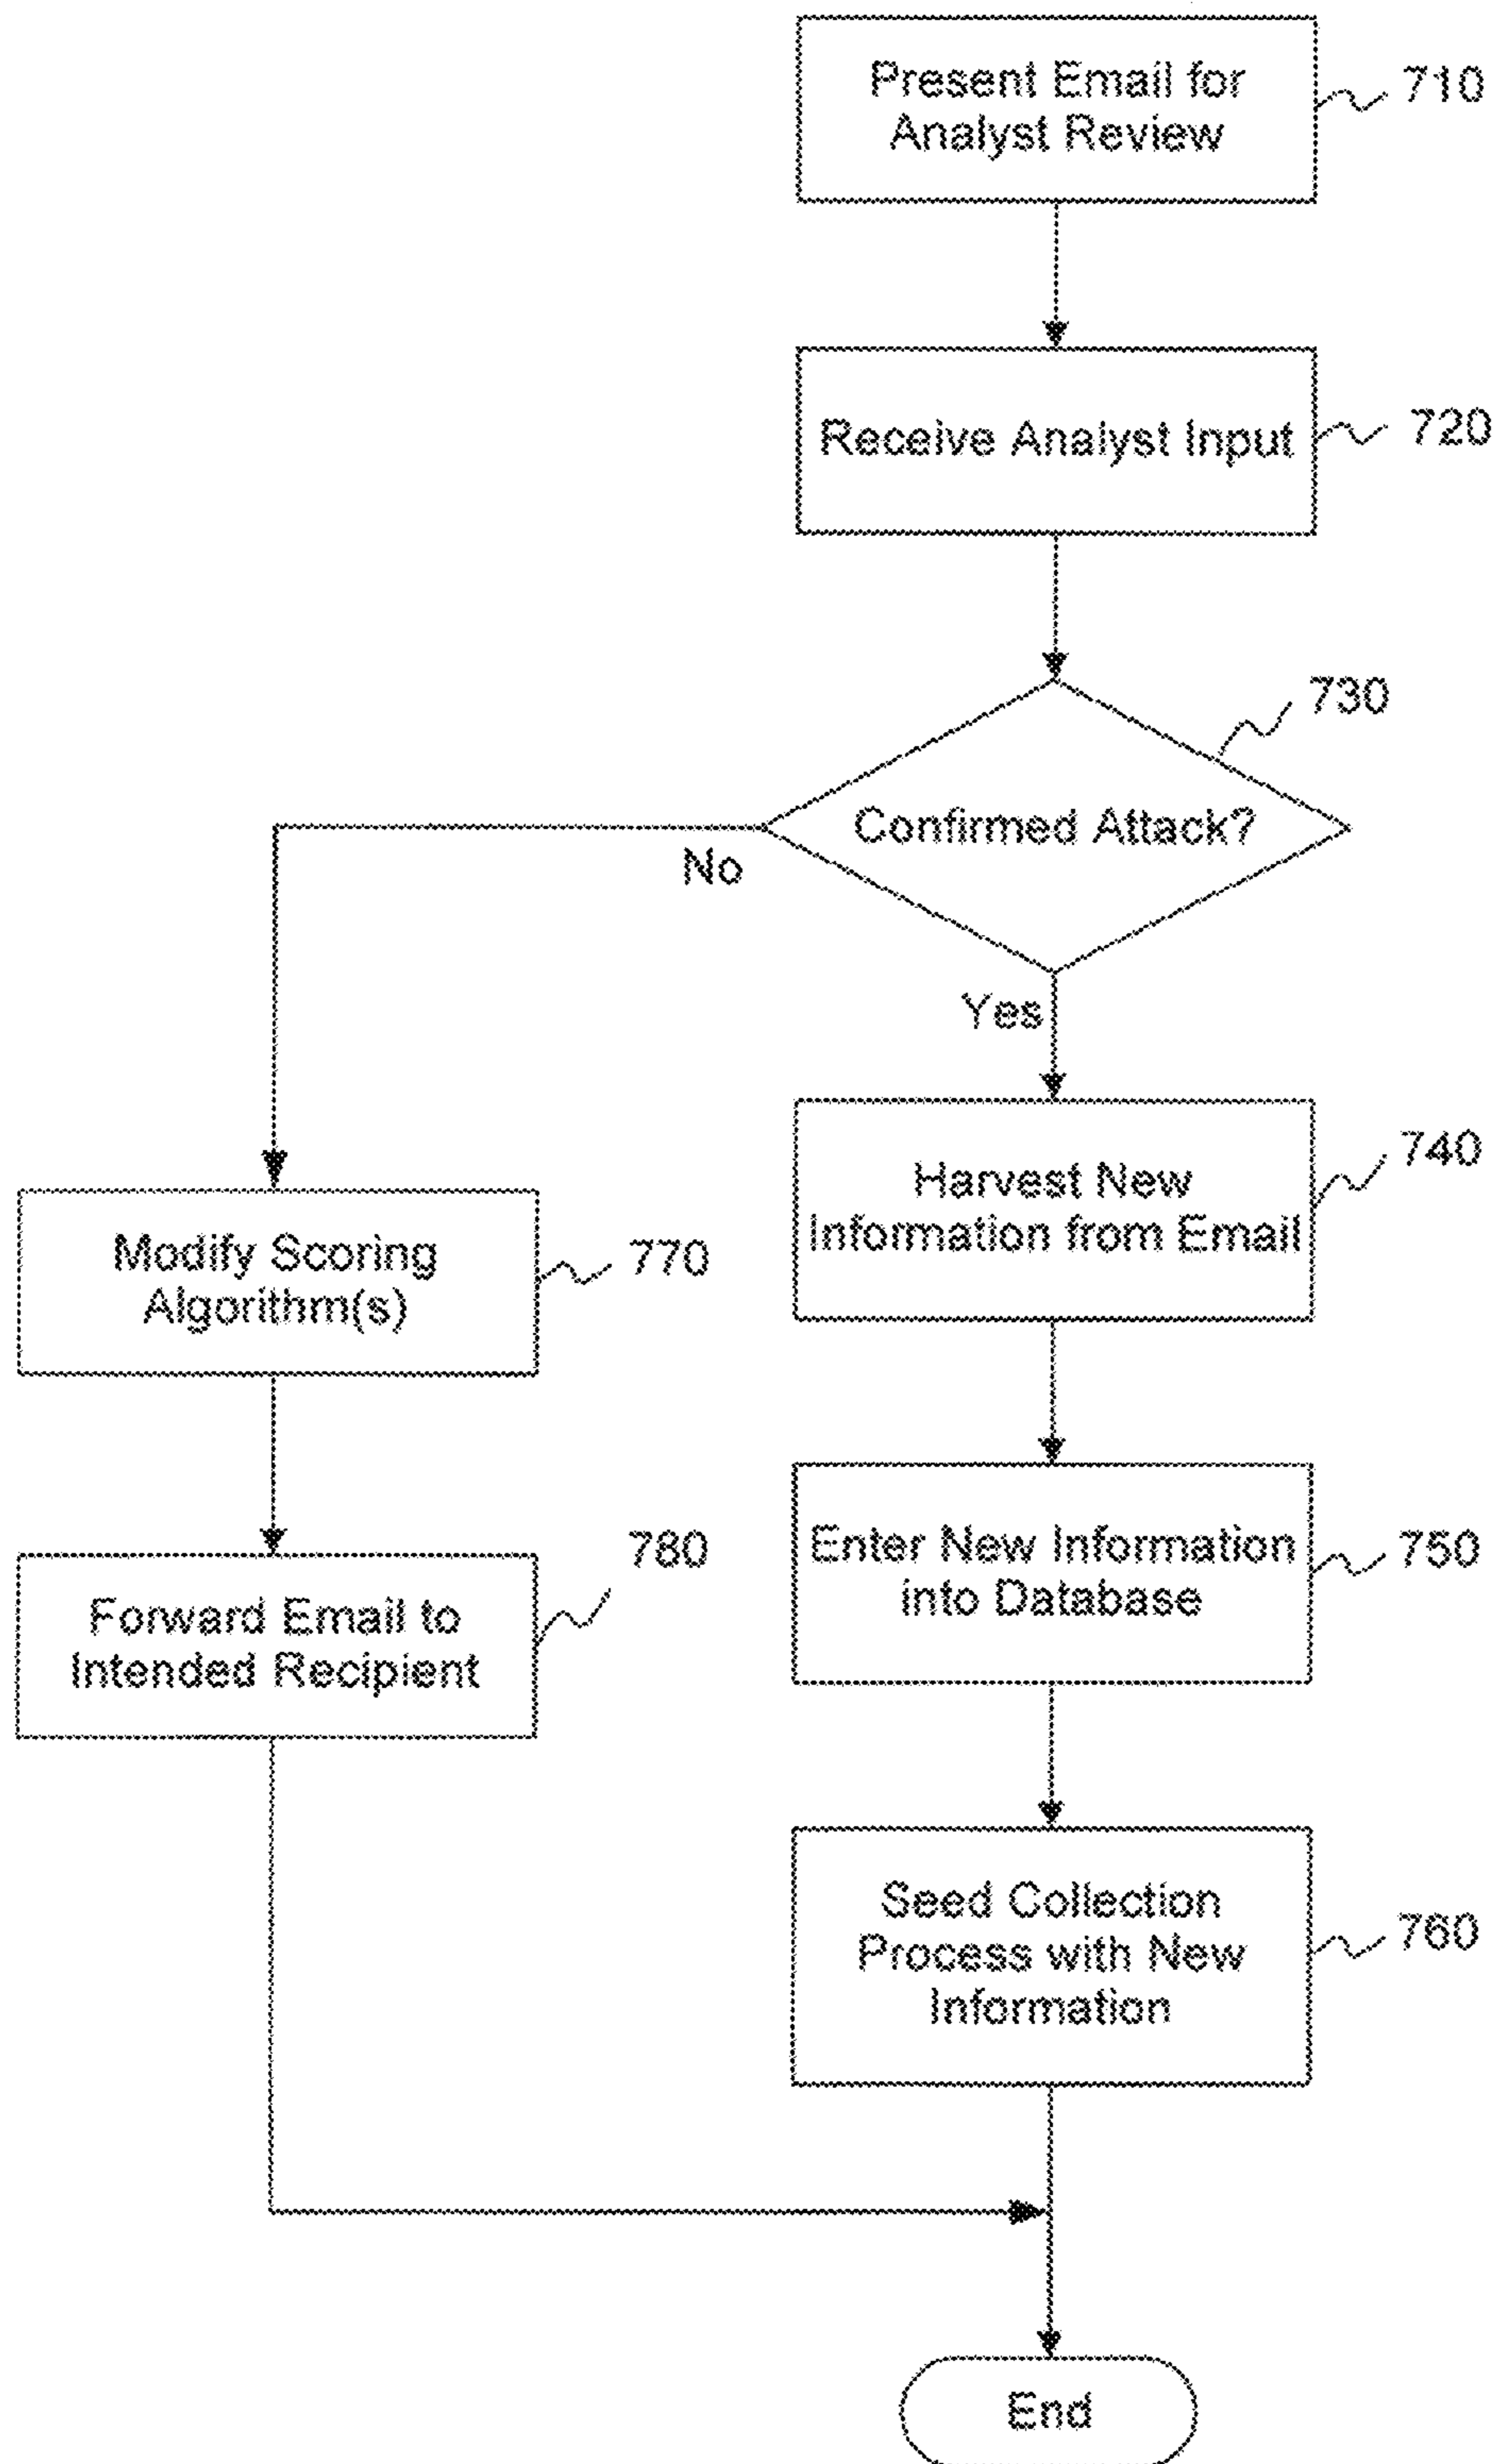 Present Email for
Analyst Review
710
Receive Analyst Input
720
730
Confirmed Attack?
No
Yes
Harvest New
Information from Email
740
Modify Scoring
Algorithm(s)
770
Enter New Information
into Database
750
Forward Email to
Intended Recipient
780
Seed Collection
Process with New
Information
760
End